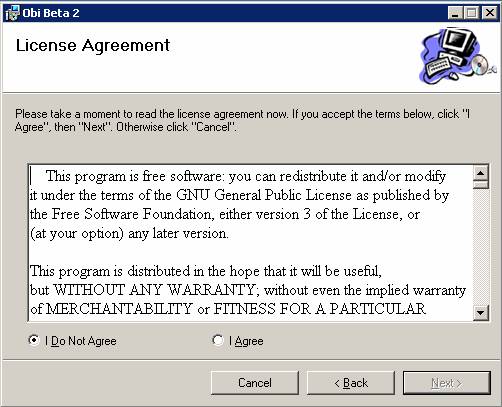 Obi Beta 2
License Agreement
Please take a moment to read the license agreement now. If you accept the terms below, click "I
Agree", then "Next". Otherwise click "Cancel".
This program is free software: you can redistribute it and/or modify
it under the terms of the GNU General Public License as published by
the Free Software Foundation, either version 3 of the License, or
(at your option) any later version.
This program is distributed in the hope that it will be useful,
but WITHOUT ANY WARRANTY; without even the implied warranty
of MERCHANTABILITY or FITNESS FOR A PARTICULAR
I Do Not Agree I Agree
Cancel < Back Next >